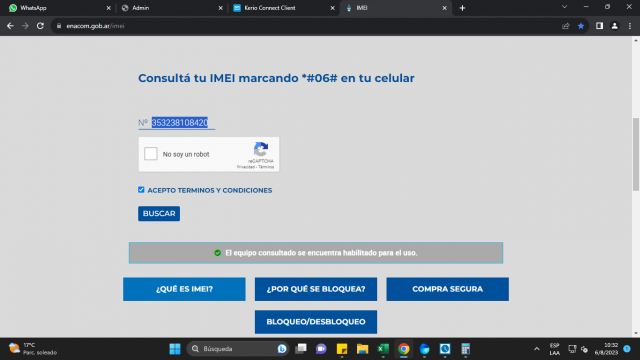 WhatsApp
Admin
Kerio Connect Client
IMEI
enacom.gob.ar/imei
Consultá tu IMEI marcando *#06# en tu celular
Nº 353238108420
No soy un robot
reCAPTCHA
Privacidad - Términos
ACEPTO TERMINOS Y CONDICIONES
BUSCAR
El equipo consultado se encuentra habilitado para el uso.
¿QUÉ ES IMEI?
¿POR QUÉ SE BLOQUEA?
COMPRA SEGURA
BLOQUEO/DESBLOQUEO
17°C
Parc. soleado
Búsqueda
ESP
LAA
10:32
6/8/2023